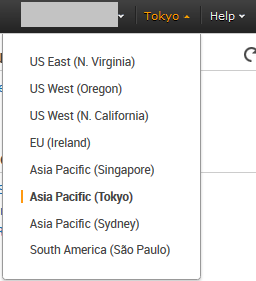 Tokyo Help
US East (N. Virginia)
US West (Oregon)
US West (N. California)
EU (Ireland)
Asia Pacific (Singapore)
Asia Pacific (Tokyo)
Asia Pacific (Sydney)
South America (São Paulo)